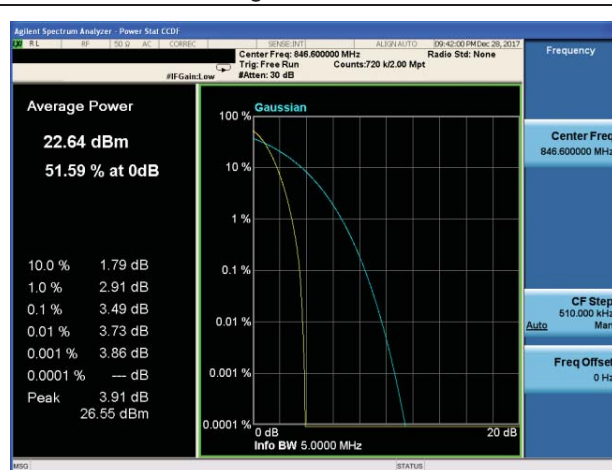 Agilent Spectrum Analyzer - Power Stat CCDF
RL RF 50 Ω AC CORREC SENSE:INT ALIGN AUTO 09:42:00 PM Dec 28, 2017
Center Freq: 846.600000 MHz Radio Std: None
Trig: Free Run Counts:720 k/2.00 Mpt
#IFGain:Low #Atten: 30 dB
Frequency
Average Power
22.64 dBm
51.59 % at 0dB
10.0 % 1.79 dB
1.0 % 2.91 dB
0.1 % 3.49 dB
0.01 % 3.73 dB
0.001 % 3.86 dB
0.0001 % --- dB
Peak 3.91 dB
26.55 dBm
Gaussian
100 %
10 %
1 %
0.1 %
0.01 %
0.001 %
0.0001 %
0 dB 20 dB
Info BW 5.0000 MHz
Center Freq
846.600000 MHz
CF Step
510.000 kHz
Auto Man
Freq Offset
0 Hz
MSG STATUS